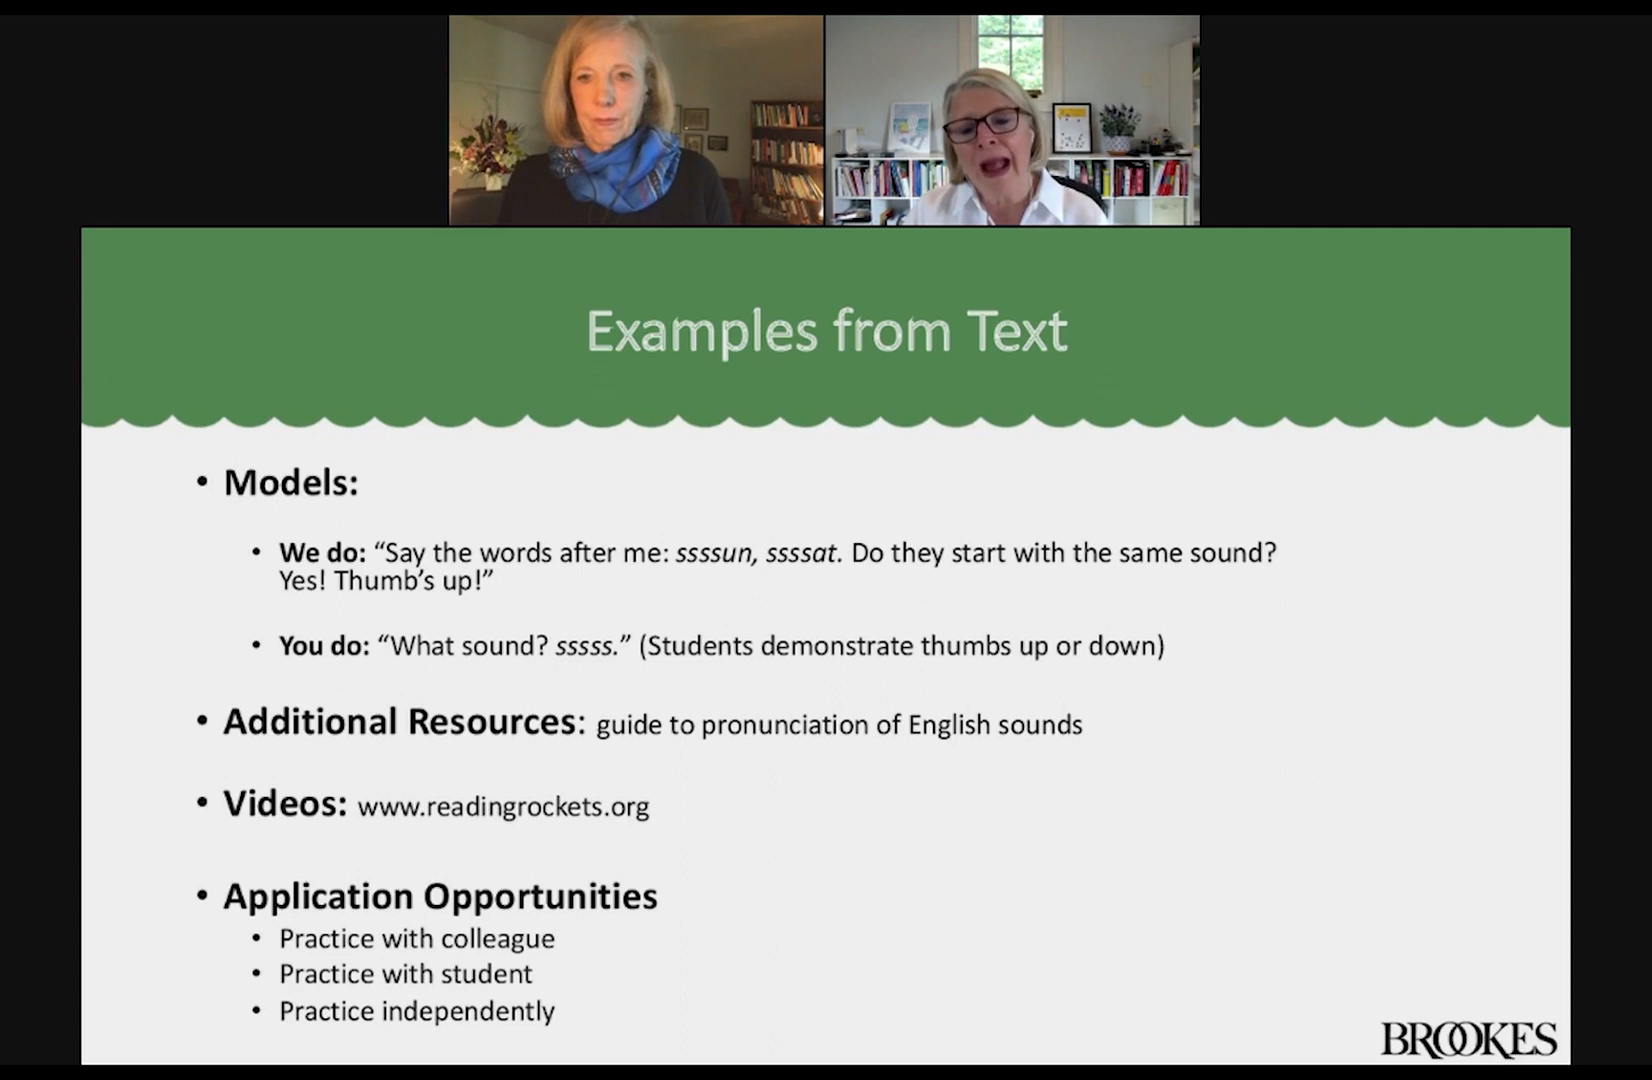 Examples from Text
• Models:
• We do: “Say the words after me: ssssun, ssssat. Do they start with the same sound?
Yes! Thumb’s up!”
• You do: “What sound? sssss.” (Students demonstrate thumbs up or down)
• Additional Resources: guide to pronunciation of English sounds
• Videos: www.readingrockets.org
• Application Opportunities
• Practice with colleague
• Practice with student
• Practice independently
BROOKES